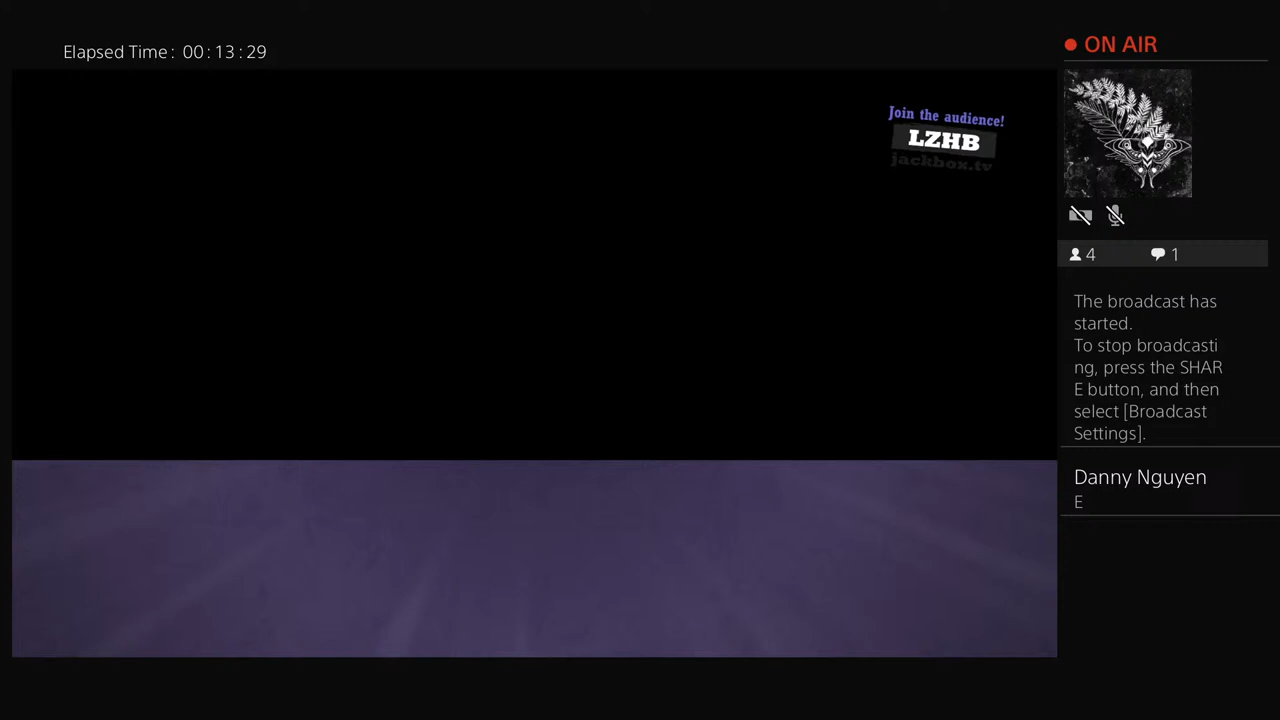 Elapsed Time: 00:13:29
ON AIR
Join the audience!
LZHB
jackbox.tv
4
1
The broadcast has
started.
To stop broadcasti
ng, press the SHAR
E button, and then
select [Broadcast
Settings].
Danny Nguyen
E